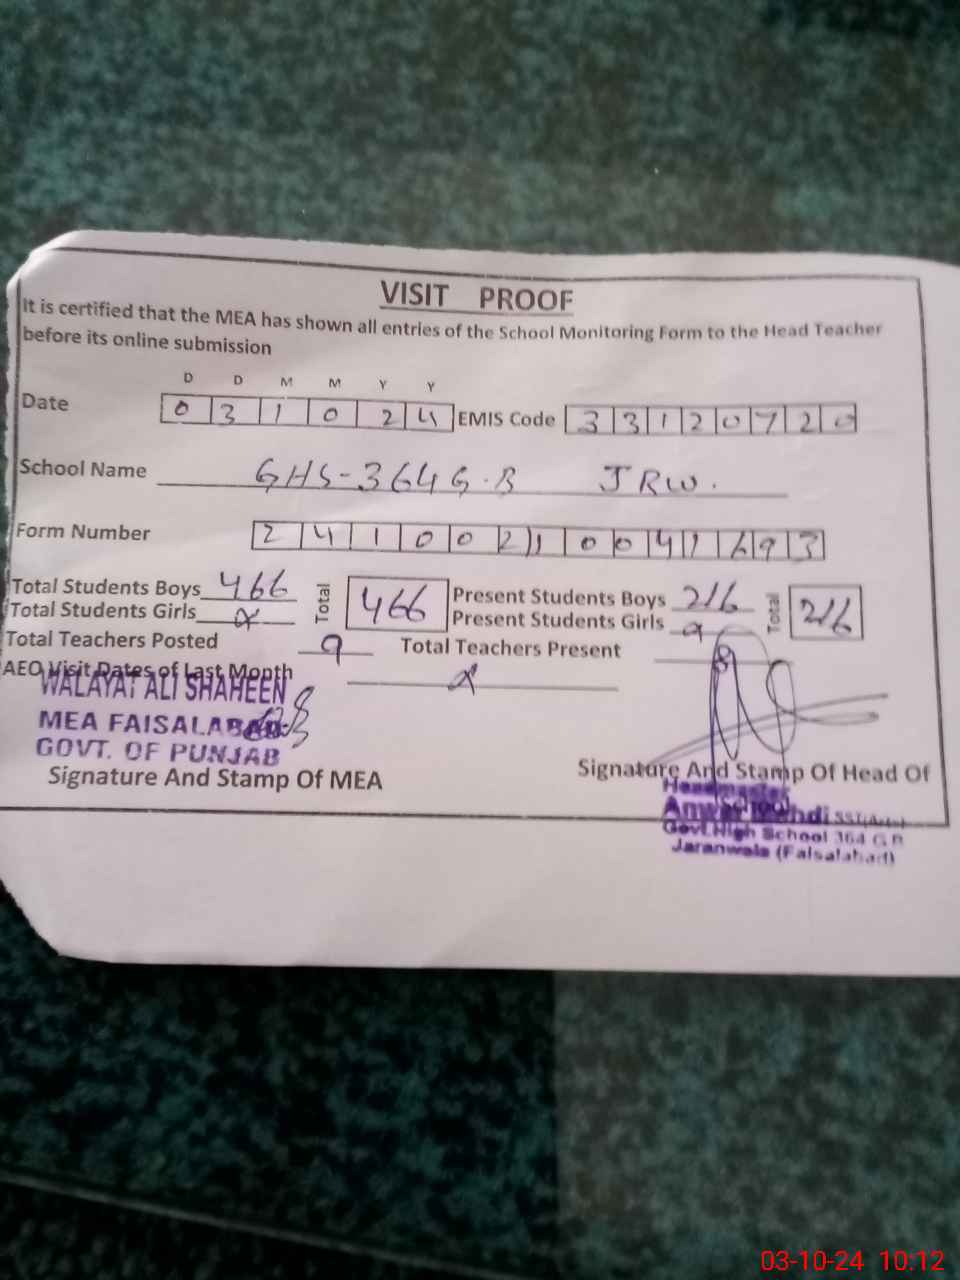 VISIT PROOF
It is certified that the MEA has shown all entries of the School Monitoring Form to the Head Teacher
before its online submission
D D M M Y Y
Date 0 3 1 0 2 4 EMIS Code 3 3 1 2 0 7 2 0
School Name GHS-364 G.B JRW.
Form Number 2 4 1 0 0 2 1 0 0 4 1 6 9 3
Total Students Boys 466 Total 466 Present Students Boys 216 Total 216
Total Students Girls Present Students Girls
Total Teachers Posted 9 Total Teachers Present 8
AEO Visit Dates of Last Month
WALAYAT ALI SHAHEEN
MEA FAISALABAD
GOVT. OF PUNJAB
Signature And Stamp Of MEA
Signature And Stamp Of Head Of
School
Headmaster
Anwar Mehdi SST(Arts)
Govt.High School 364 G.B
Jaranwala (Faisalabad)
03-10-24 10:12